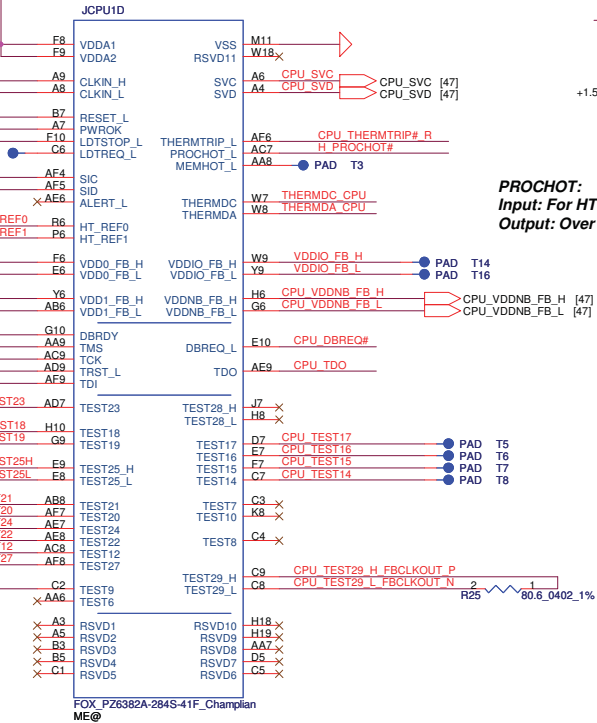 JCPU1D
F8 VDDA1 VSS M11
F9 VDDA2 RSVD11 W18
A9 CLKIN_H SVC A6 CPU_SVC CPU_SVC [47]
A8 CLKIN_L SVD A4 CPU_SVD CPU_SVD [47]
+1.5
B7 RESET_L
A7 PWROK
F10 LDTSTOP_L THERMTRIP_L AF6 CPU_THERMTRIP#_R
C6 LDTREQ_L PROCHOT_L AC7 H_PROCHOT#
MEMHOT_L AA8 PAD T3
AF4 SIC
AF5 SID
AE6 ALERT_L THERMDC W7 THERMDC_CPU
THERMDA W8 THERMDA_CPU
PROCHOT:
Input: For HT
Output: Over
REF0 R6 HT_REF0
REF1 P6 HT_REF1
F6 VDD0_FB_H VDDIO_FB_H W9 VDDIO_FB_H PAD T14
E6 VDD0_FB_L VDDIO_FB_L Y9 VDDIO_FB_L PAD T16
Y6 VDD1_FB_H VDDNB_FB_H H6 CPU_VDDNB_FB_H CPU_VDDNB_FB_H [47]
AB6 VDD1_FB_L VDDNB_FB_L G6 CPU_VDDNB_FB_L CPU_VDDNB_FB_L [47]
G10 DBRDY
AA9 TMS DBREQ_L E10 CPU_DBREQ#
AC9 TCK
AD9 TRST_L TDO AE9 CPU_TDO
AF9 TDI
ST23 AD7 TEST23 TEST28_H J7
TEST28_L H8
ST18 H10 TEST18
ST19 G9 TEST19 TEST17 D7 CPU_TEST17 PAD T5
TEST16 E7 CPU_TEST16 PAD T6
ST25H E9 TEST25_H TEST15 F7 CPU_TEST15 PAD T7
ST25L E8 TEST25_L TEST14 C7 CPU_TEST14 PAD T8
21 AB8 TEST21 TEST7 C3
20 AF7 TEST20 TEST10 K8
24 AE7 TEST24
22 AE8 TEST22 TEST8 C4
12 AC8 TEST12
27 AF8 TEST27
TEST29_H C9 CPU_TEST29_H_FBCLKOUT_P
C2 TEST9 TEST29_L C8 CPU_TEST29_L_FBCLKOUT_N
AA6 TEST6
2 1
R25 80.6_0402_1%
A3 RSVD1 RSVD10 H18
A5 RSVD2 RSVD9 H19
B3 RSVD3 RSVD8 AA7
B5 RSVD4 RSVD7 D5
C1 RSVD5 RSVD6 C5
FOX_PZ6382A-284S-41F_Champlian
ME@